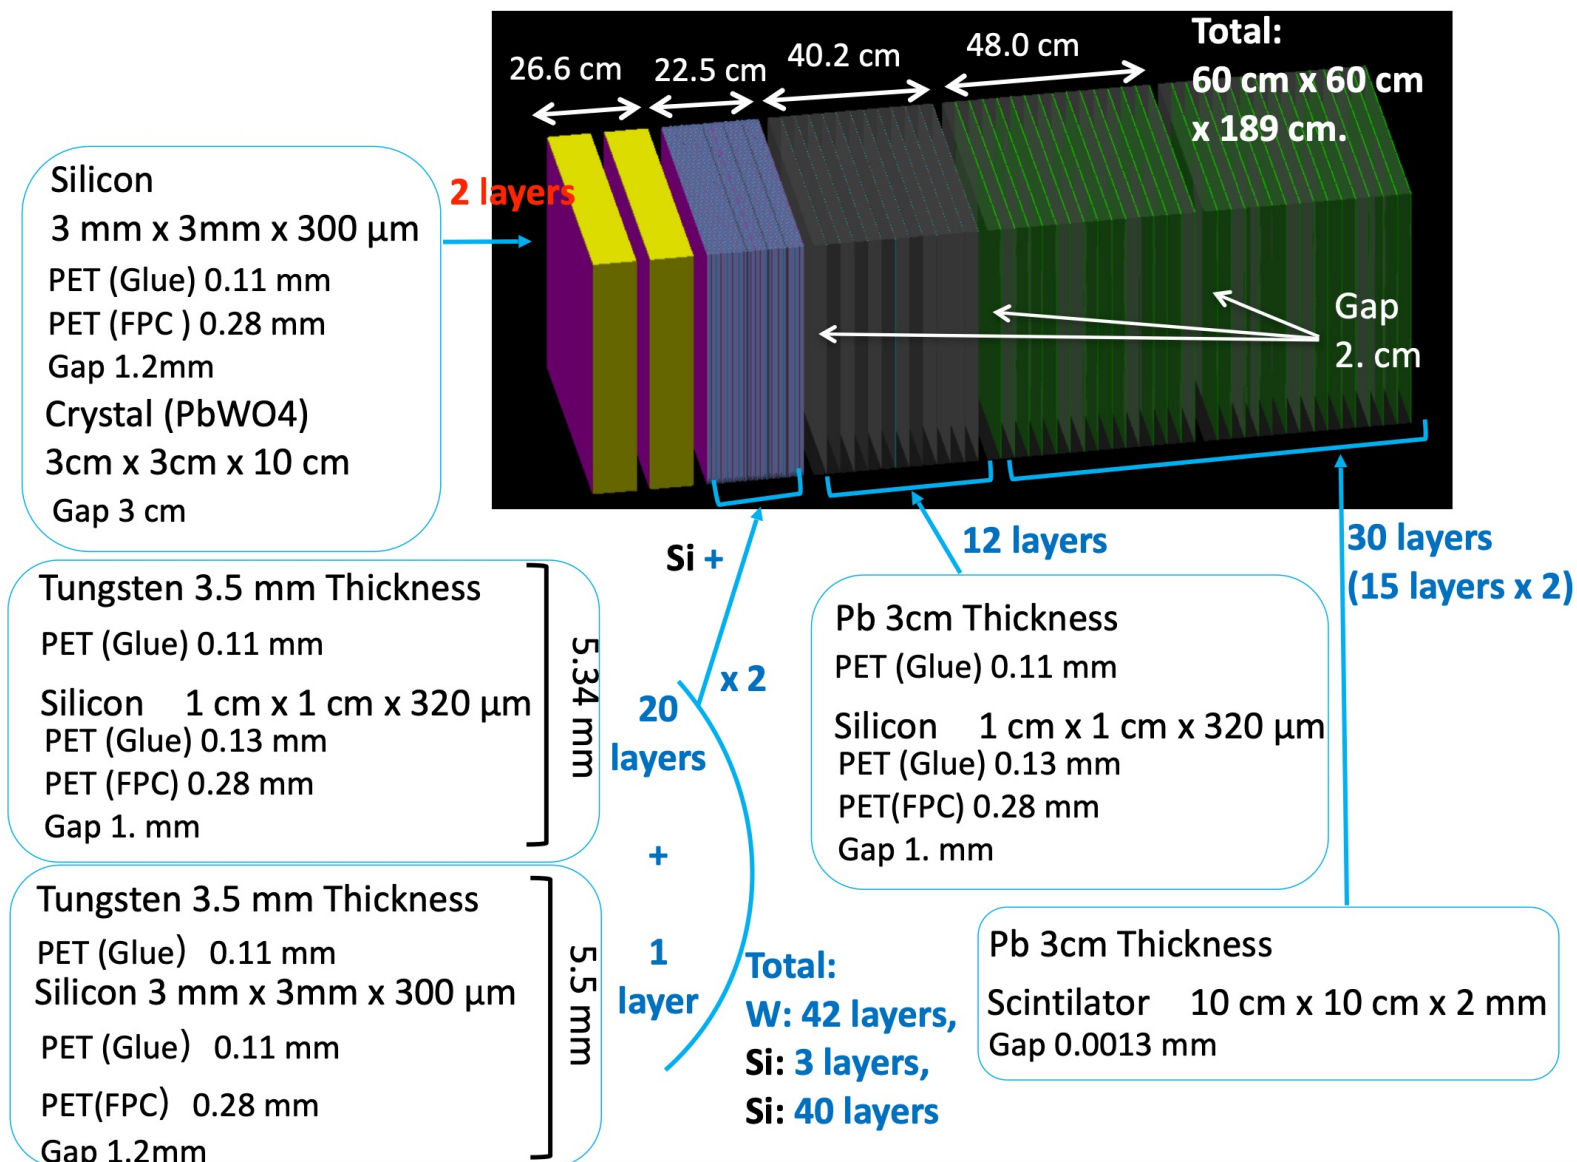 26.6 cm
22.5 cm
40.2 cm
48.0 cm
Total:
60 cm x 60 cm
x 189 cm.
2 layers
Silicon
3 mm x 3mm x 300 μm
PET (Glue) 0.11 mm
PET (FPC ) 0.28 mm
Gap 1.2mm
Crystal (PbWO4)
3cm x 3cm x 10 cm
Gap 3 cm
Gap
2. cm
Si +
x 2
12 layers
30 layers
(15 layers x 2)
Tungsten 3.5 mm Thickness
PET (Glue) 0.11 mm
Silicon 1 cm x 1 cm x 320 μm
PET (Glue) 0.13 mm
PET (FPC) 0.28 mm
Gap 1. mm
5.34 mm
20
layers
+
1
layer
Tungsten 3.5 mm Thickness
PET (Glue) 0.11 mm
Silicon 3 mm x 3mm x 300 μm
PET (Glue) 0.11 mm
PET(FPC) 0.28 mm
Gap 1.2mm
5.5 mm
Total:
W: 42 layers,
Si: 3 layers,
Si: 40 layers
Pb 3cm Thickness
PET (Glue) 0.11 mm
Silicon 1 cm x 1 cm x 320 μm
PET (Glue) 0.13 mm
PET(FPC) 0.28 mm
Gap 1. mm
Pb 3cm Thickness
Scintilator 10 cm x 10 cm x 2 mm
Gap 0.0013 mm